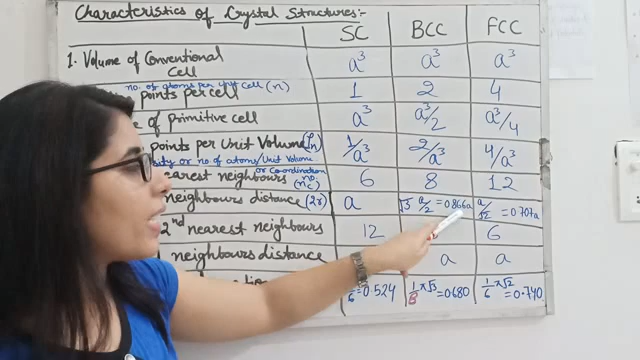 Characteristics of Crystal Structures:-
SC BCC FCC
1. Volume of Conventional Cell a³ a³ a³
no. of atoms per unit cell (n)
points per cell 1 2 4
of primitive cell a³ a³/2 a³/4
points per Unit Volume (ρn) 1/a³ 2/a³ 4/a³
or no of atoms/Unit Volume
or Co-ordination no.
nearest neighbours (nc) 6 8 12
neighbours distance (2r) a √3 a/2 = 0.866a a/√2 = 0.707a
2nd nearest neighbours 12 6
neighbours distance a a
=0.524 1/8 π√3 =0.680 1/6 π√2 =0.740